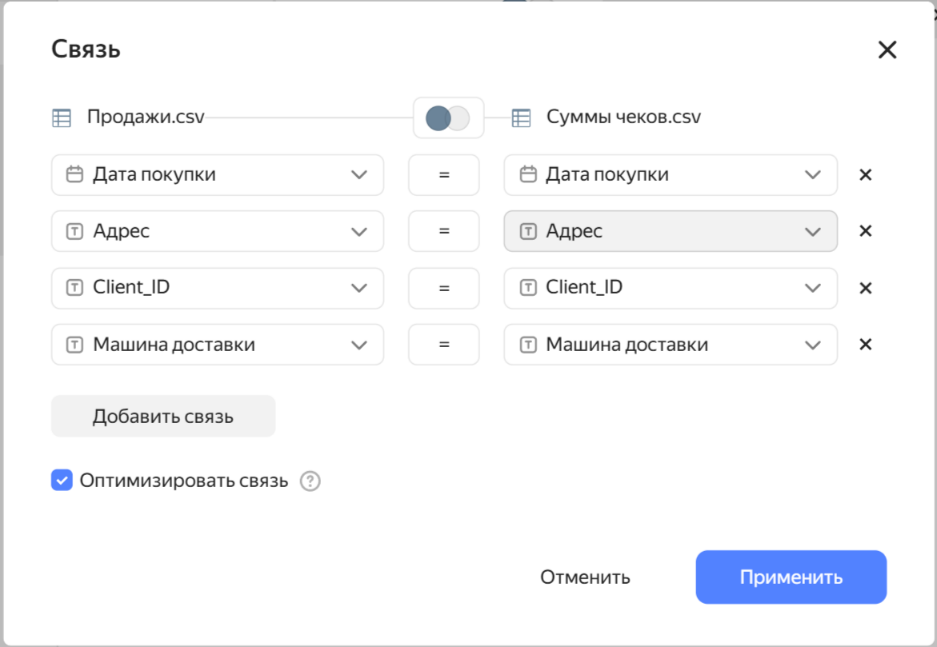 Связь
Продажи.csv Суммы чеков.csv
Дата покупки = Дата покупки
Адрес = Адрес
Client_ID = Client_ID
Машина доставки = Машина доставки
Добавить связь
Оптимизировать связь ?
Отменить Применить